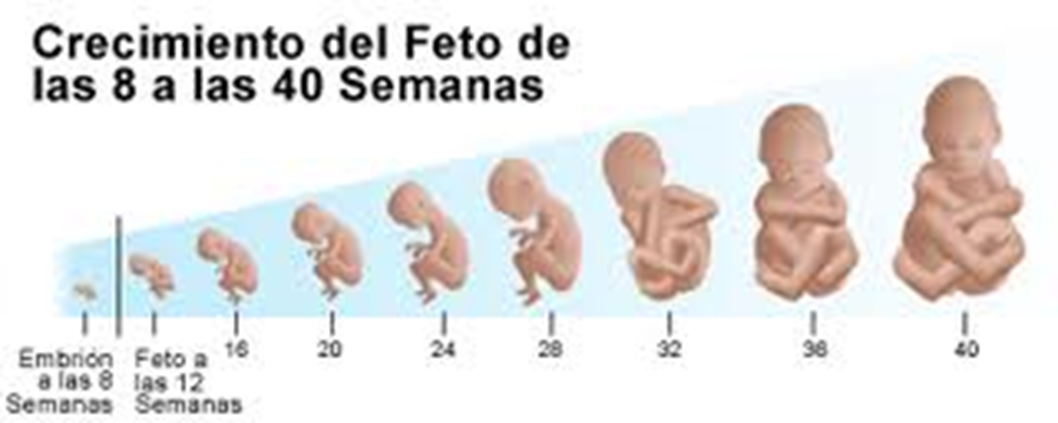 Crecimiento del Feto de
las 8 a las 40 Semanas
Embrión
a las 8
Semanas
Feto a
las 12
Semanas
16
20
24
28
32
36
40